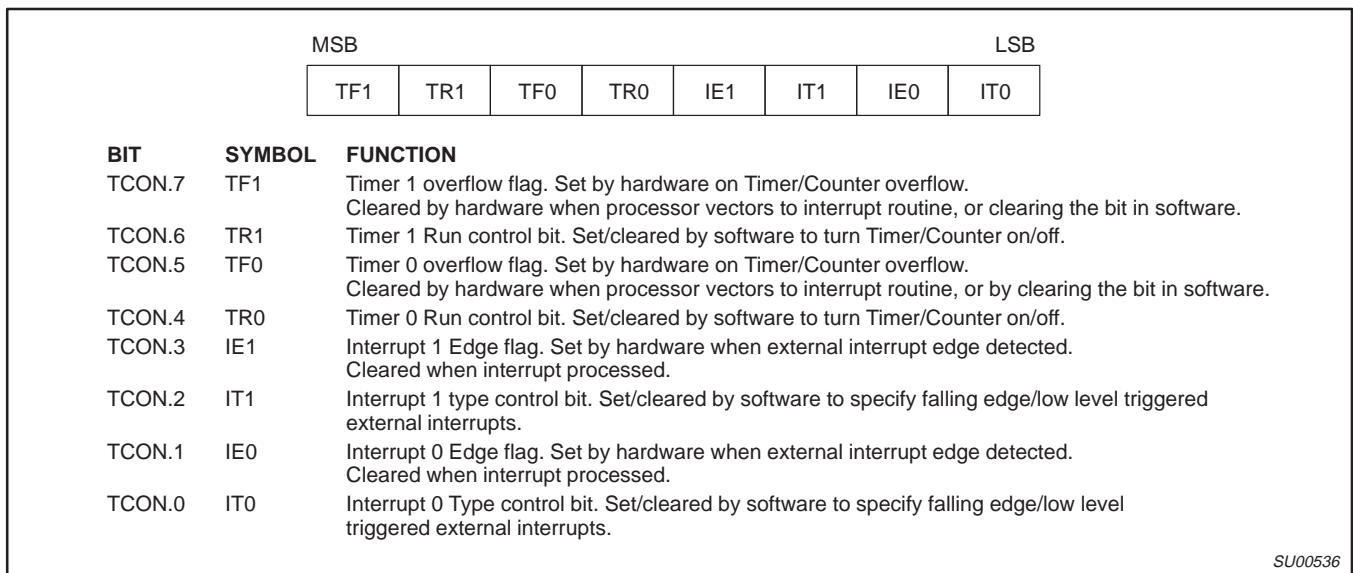 MSB LSB
TF1 TR1 TF0 TR0 IE1 IT1 IE0 IT0
BIT SYMBOL FUNCTION
TCON.7 TF1 Timer 1 overflow flag. Set by hardware on Timer/Counter overflow.
Cleared by hardware when processor vectors to interrupt routine, or clearing the bit in software.
TCON.6 TR1 Timer 1 Run control bit. Set/cleared by software to turn Timer/Counter on/off.
TCON.5 TF0 Timer 0 overflow flag. Set by hardware on Timer/Counter overflow.
Cleared by hardware when processor vectors to interrupt routine, or by clearing the bit in software.
TCON.4 TR0 Timer 0 Run control bit. Set/cleared by software to turn Timer/Counter on/off.
TCON.3 IE1 Interrupt 1 Edge flag. Set by hardware when external interrupt edge detected.
Cleared when interrupt processed.
TCON.2 IT1 Interrupt 1 type control bit. Set/cleared by software to specify falling edge/low level triggered
external interrupts.
TCON.1 IE0 Interrupt 0 Edge flag. Set by hardware when external interrupt edge detected.
Cleared when interrupt processed.
TCON.0 IT0 Interrupt 0 Type control bit. Set/cleared by software to specify falling edge/low level
triggered external interrupts.
SU00536